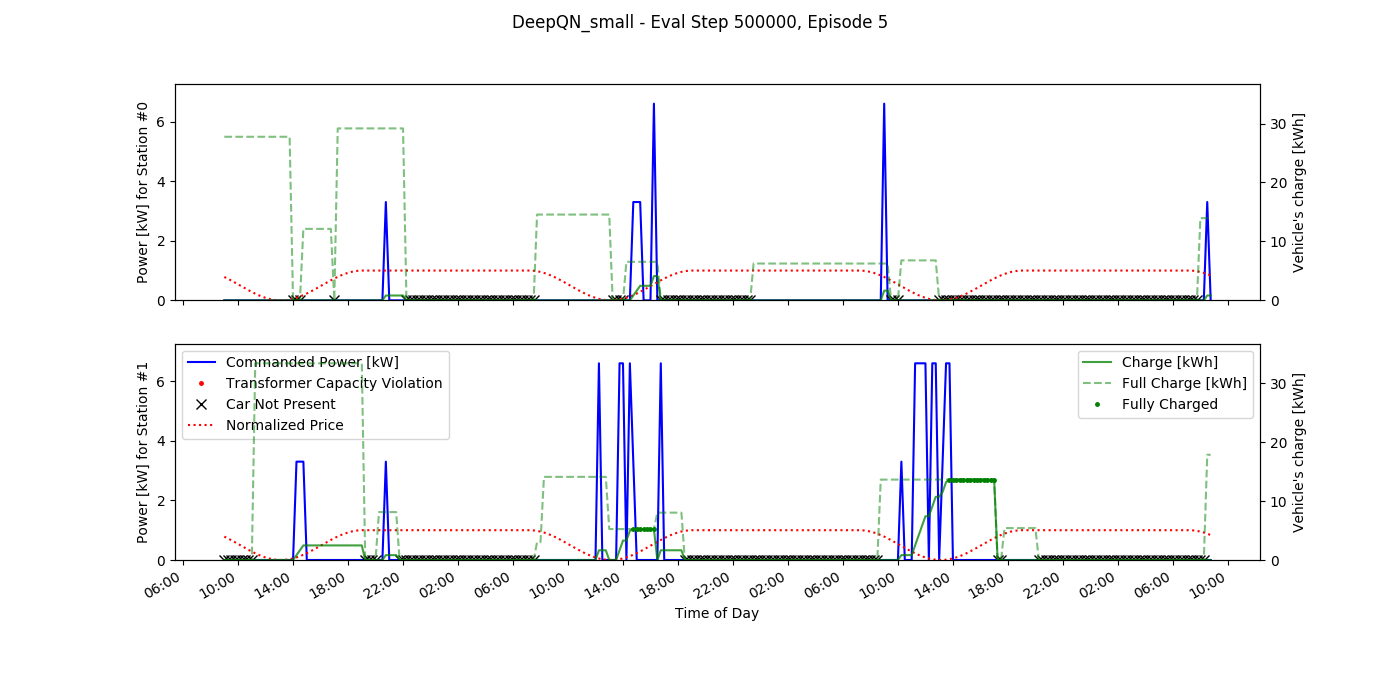 DeepQN_small - Eval Step 500000, Episode 5
Power [kW] for Station #0
6
4
2
0
30
20
10
0
Vehicle's charge [kWh]
Power [kW] for Station #1
6
4
2
0
Commanded Power [kW]
Transformer Capacity Violation
Car Not Present
Normalized Price
Charge [kWh]
Full Charge [kWh]
Fully Charged
30
20
10
0
Vehicle's charge [kWh]
06:00 10:00 14:00 18:00 22:00 02:00 06:00 10:00 14:00 18:00 22:00 02:00 06:00 10:00 14:00 18:00 22:00 02:00 06:00 10:00
Time of Day